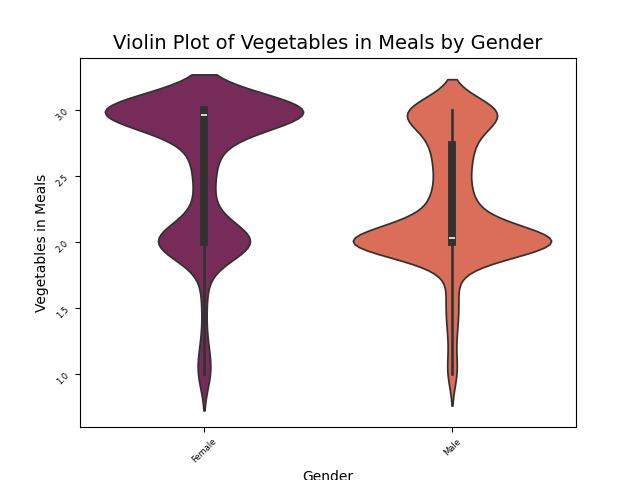 Violin Plot of Vegetables in Meals by Gender
Vegetables in Meals
3.0
2.5
2.0
1.5
1.0
Female
Male
Gender